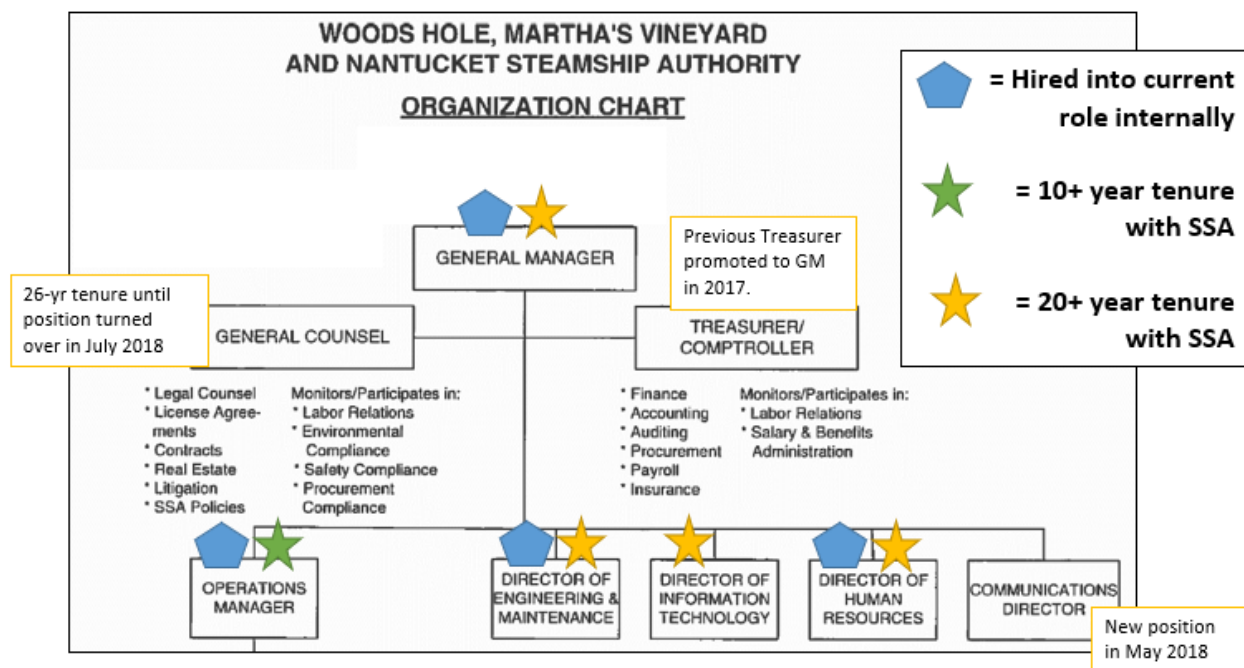 WOODS HOLE, MARTHA'S VINEYARD
AND NANTUCKET STEAMSHIP AUTHORITY
ORGANIZATION CHART
= Hired into current
role internally
= 10+ year tenure
with SSA
= 20+ year tenure
with SSA
GENERAL MANAGER
Previous Treasurer
promoted to GM
in 2017.
26-yr tenure until
position turned
over in July 2018
GENERAL COUNSEL
TREASURER/
COMPTROLLER
* Legal Counsel
* License Agree-
ments
* Contracts
* Real Estate
* Litigation
* SSA Policies
Monitors/Participates in:
* Labor Relations
* Environmental
Compliance
* Safety Compliance
* Procurement
Compliance
* Finance
* Accounting
* Auditing
* Procurement
* Payroll
* Insurance
Monitors/Participates in:
* Labor Relations
* Salary & Benefits
Administration
OPERATIONS
MANAGER
DIRECTOR OF
ENGINEERING &
MAINTENANCE
DIRECTOR OF
INFORMATION
TECHNOLOGY
DIRECTOR OF
HUMAN
RESOURCES
COMMUNICATIONS
DIRECTOR
New position
in May 2018